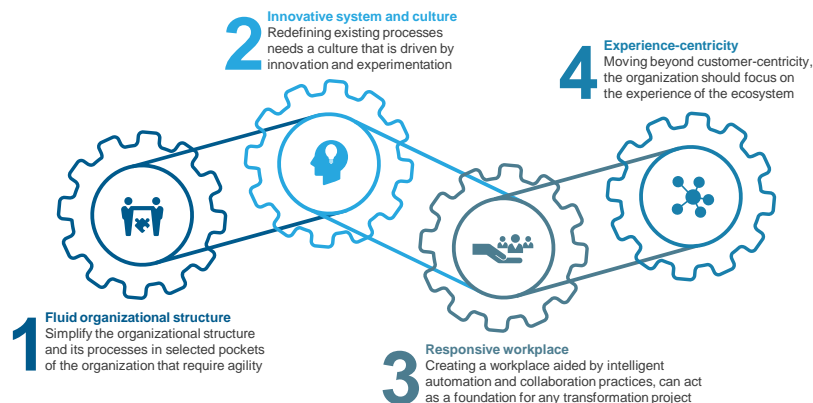 2
Innovative system and culture
Redefining existing processes
needs a culture that is driven by
innovation and experimentation
4
Experience-centricity
Moving beyond customer-centricity,
the organization should focus on
the experience of the ecosystem
1
Fluid organizational structure
Simplify the organizational structure
and its processes in selected pockets
of the organization that require agility
3
Responsive workplace
Creating a workplace aided by intelligent
automation and collaboration practices, can act
as a foundation for any transformation project